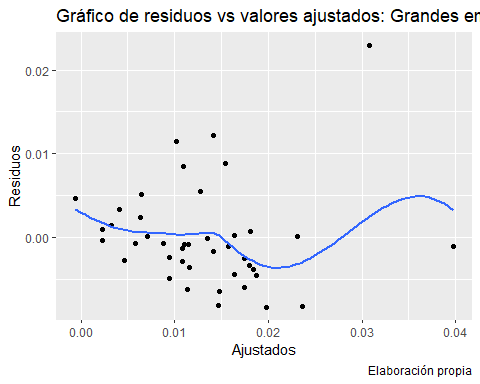 Gráfico de residuos vs valores ajustados: Grandes
Residuos
0.02
0.01
0.00
0.00
0.01
0.02
0.03
0.04
Ajustados
Elaboración propia